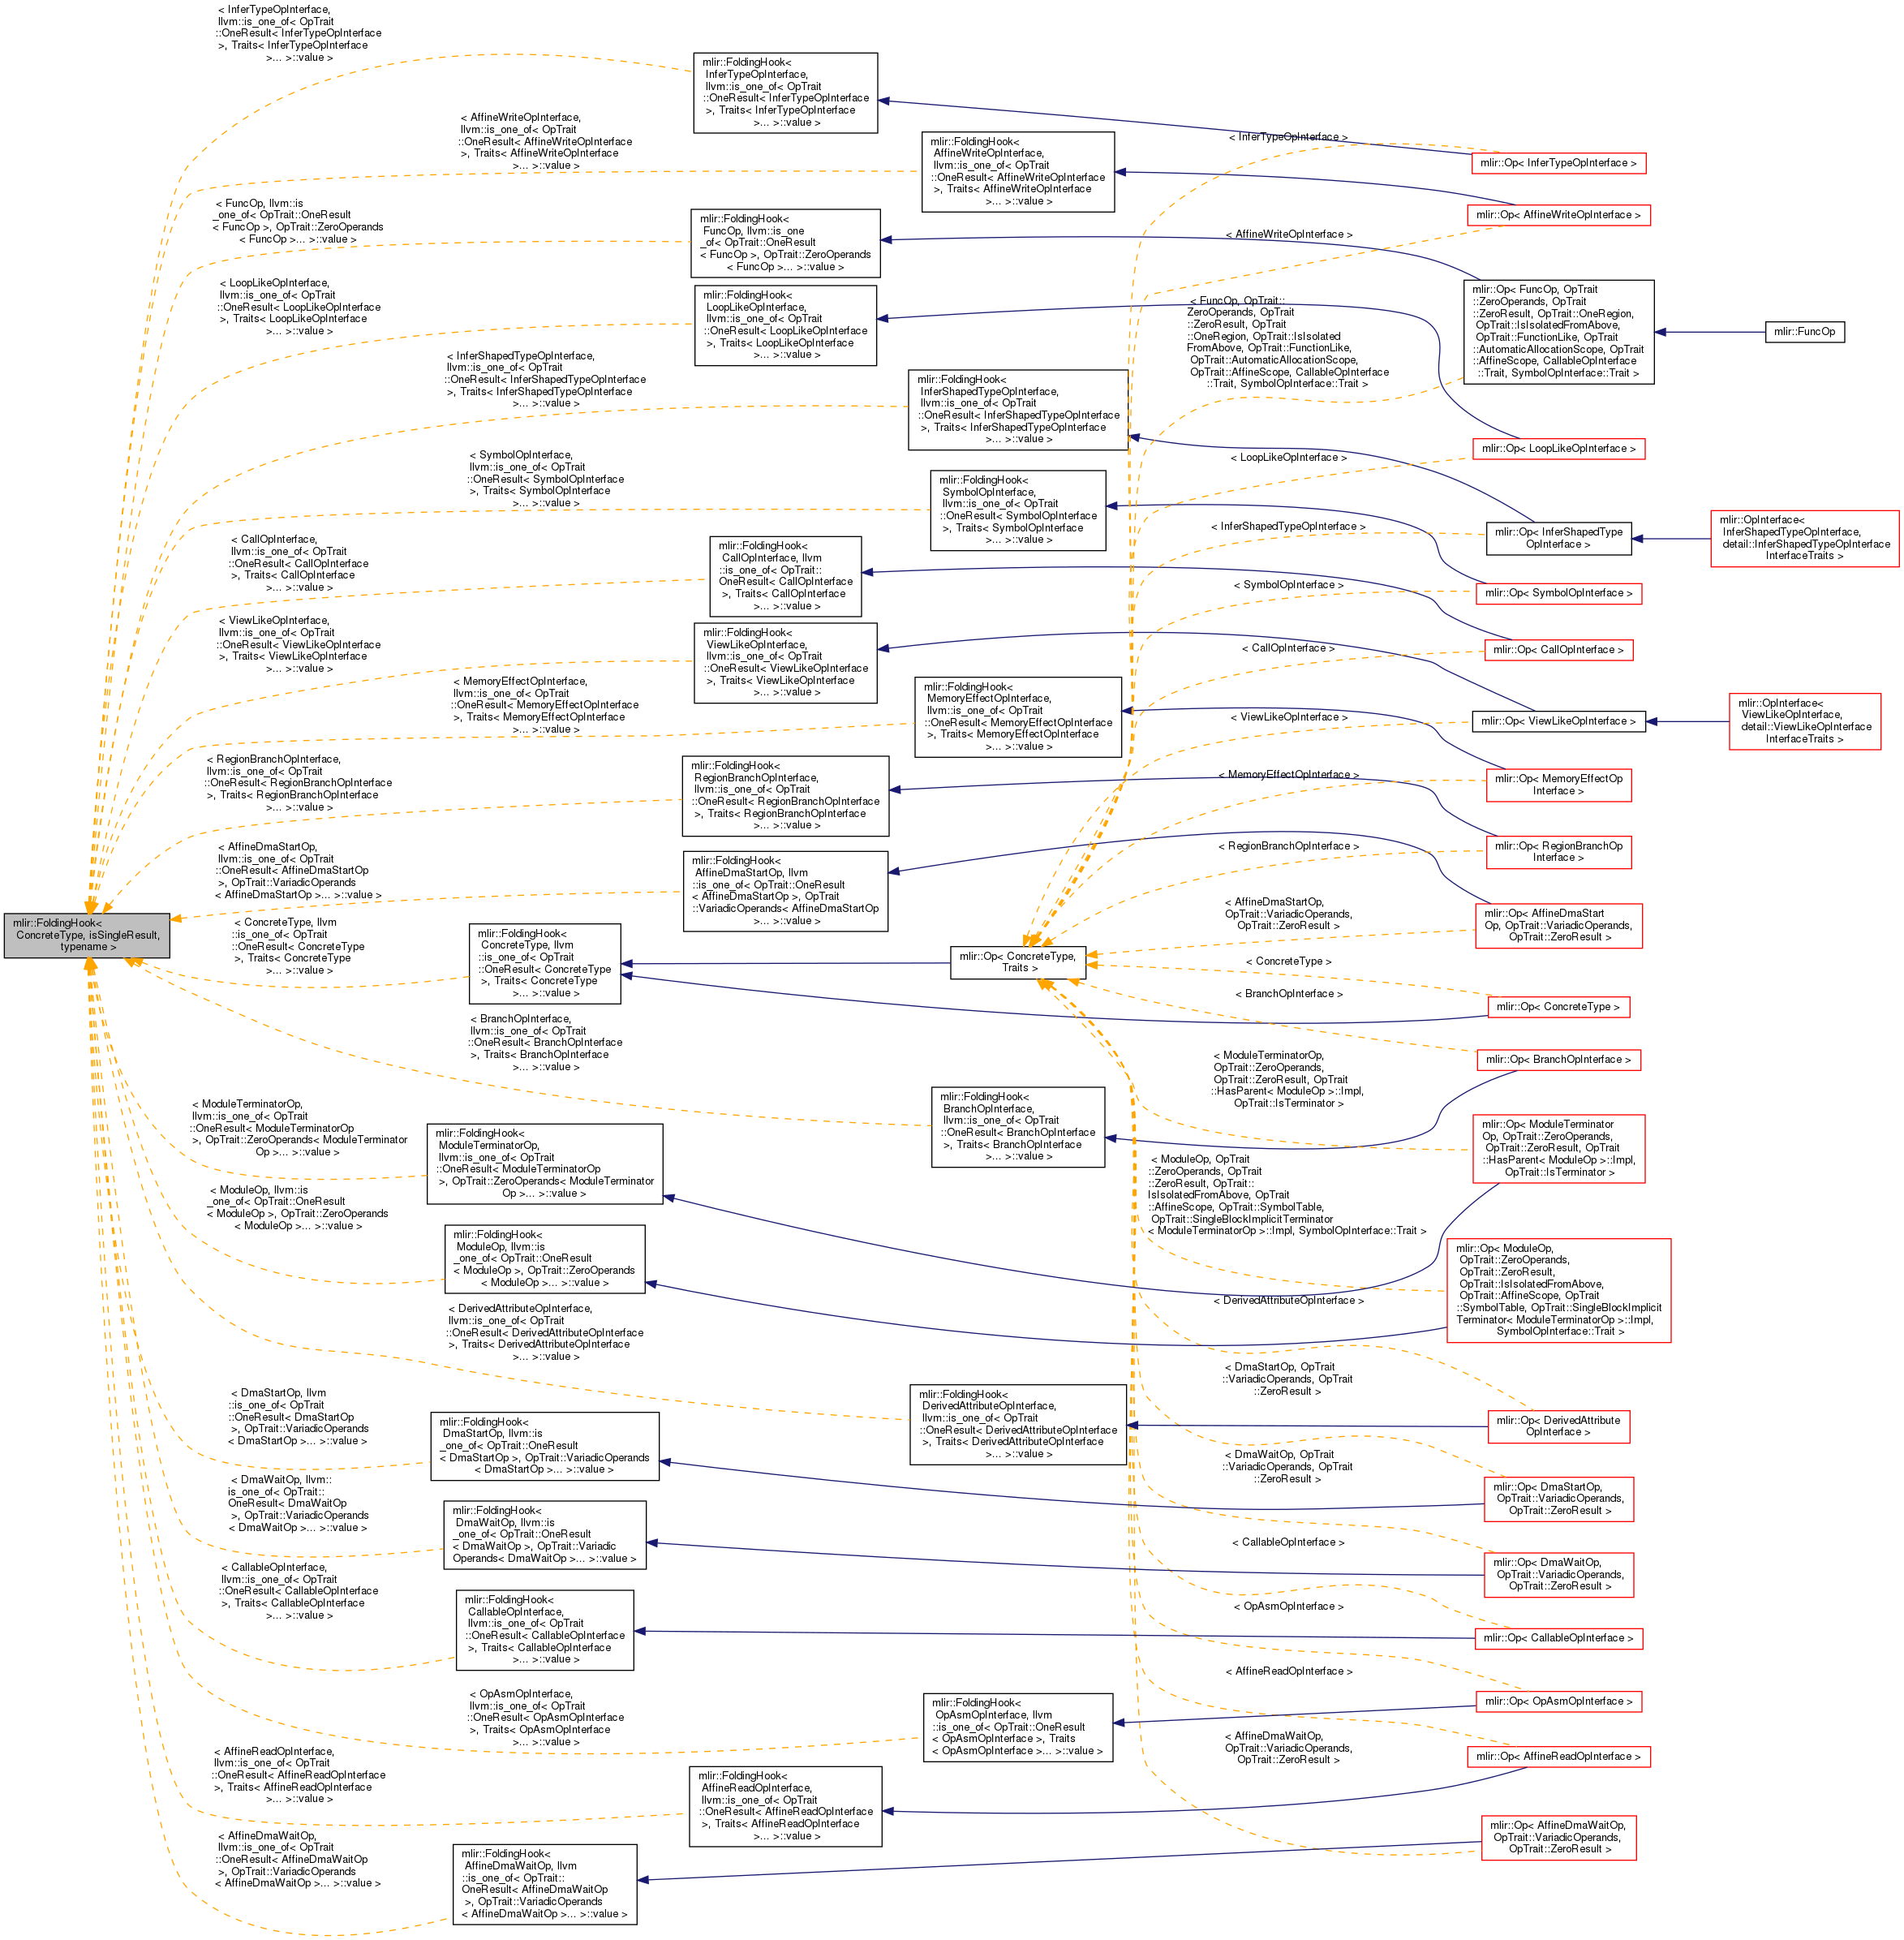 mlir::FoldingHook<
ConcreteType, isSingleResult,
typename >
< InferTypeOpInterface,
llvm::is_one_of< OpTrait
::OneResult< InferTypeOpInterface
>, Traits< InferTypeOpInterface
>... >::value >
< AffineWriteOpInterface,
llvm::is_one_of< OpTrait
::OneResult< AffineWriteOpInterface
>, Traits< AffineWriteOpInterface
>... >::value >
< FuncOp, llvm::is
_one_of< OpTrait::OneResult
< FuncOp >, OpTrait::ZeroOperands
< FuncOp >... >::value >
< LoopLikeOpInterface,
llvm::is_one_of< OpTrait
::OneResult< LoopLikeOpInterface
>, Traits< LoopLikeOpInterface
>... >::value >
< InferShapedTypeOpInterface,
llvm::is_one_of< OpTrait
::OneResult< InferShapedTypeOpInterface
>, Traits< InferShapedTypeOpInterface
>... >::value >
< SymbolOpInterface,
llvm::is_one_of< OpTrait
::OneResult< SymbolOpInterface
>, Traits< SymbolOpInterface
>... >::value >
< CallOpInterface,
llvm::is_one_of< OpTrait
::OneResult< CallOpInterface
>, Traits< CallOpInterface
>... >::value >
< ViewLikeOpInterface,
llvm::is_one_of< OpTrait
::OneResult< ViewLikeOpInterface
>, Traits< ViewLikeOpInterface
>... >::value >
< MemoryEffectOpInterface,
llvm::is_one_of< OpTrait
::OneResult< MemoryEffectOpInterface
>, Traits< MemoryEffectOpInterface
>... >::value >
< RegionBranchOpInterface,
llvm::is_one_of< OpTrait
::OneResult< RegionBranchOpInterface
>, Traits< RegionBranchOpInterface
>... >::value >
< AffineDmaStartOp,
llvm::is_one_of< OpTrait
::OneResult< AffineDmaStartOp
>, OpTrait::VariadicOperands
< AffineDmaStartOp >... >::value >
< ConcreteType, llvm
::is_one_of< OpTrait
::OneResult< ConcreteType
>, Traits< ConcreteType
>... >::value >
< BranchOpInterface,
llvm::is_one_of< OpTrait
::OneResult< BranchOpInterface
>, Traits< BranchOpInterface
>... >::value >
< ModuleTerminatorOp,
llvm::is_one_of< OpTrait
::OneResult< ModuleTerminatorOp
>, OpTrait::ZeroOperands< ModuleTerminator
Op >... >::value >
< ModuleOp, llvm::is
_one_of< OpTrait::OneResult
< ModuleOp >, OpTrait::ZeroOperands
< ModuleOp >... >::value >
< DerivedAttributeOpInterface,
llvm::is_one_of< OpTrait
::OneResult< DerivedAttributeOpInterface
>, Traits< DerivedAttributeOpInterface
>... >::value >
< DmaStartOp, llvm
::is_one_of< OpTrait
::OneResult< DmaStartOp
>, OpTrait::VariadicOperands
< DmaStartOp >... >::value >
< DmaWaitOp, llvm::
is_one_of< OpTrait::
OneResult< DmaWaitOp
>, OpTrait::VariadicOperands
< DmaWaitOp >... >::value >
< CallableOpInterface,
llvm::is_one_of< OpTrait
::OneResult< CallableOpInterface
>, Traits< CallableOpInterface
>... >::value >
< OpAsmOpInterface,
llvm::is_one_of< OpTrait
::OneResult< OpAsmOpInterface
>, Traits< OpAsmOpInterface
>... >::value >
< AffineReadOpInterface,
llvm::is_one_of< OpTrait
::OneResult< AffineReadOpInterface
>, Traits< AffineReadOpInterface
>... >::value >
< AffineDmaWaitOp,
llvm::is_one_of< OpTrait
::OneResult< AffineDmaWaitOp
>, OpTrait::VariadicOperands
< AffineDmaWaitOp >... >::value >
mlir::FoldingHook<
InferTypeOpInterface,
llvm::is_one_of< OpTrait
::OneResult< InferTypeOpInterface
>, Traits< InferTypeOpInterface
>... >::value >
mlir::FoldingHook<
AffineWriteOpInterface,
llvm::is_one_of< OpTrait
::OneResult< AffineWriteOpInterface
>, Traits< AffineWriteOpInterface
>... >::value >
mlir::FoldingHook<
FuncOp, llvm::is_one
_of< OpTrait::OneResult
< FuncOp >, OpTrait::ZeroOperands
< FuncOp >... >::value >
mlir::FoldingHook<
LoopLikeOpInterface,
llvm::is_one_of< OpTrait
::OneResult< LoopLikeOpInterface
>, Traits< LoopLikeOpInterface
>... >::value >
mlir::FoldingHook<
InferShapedTypeOpInterface,
llvm::is_one_of< OpTrait
::OneResult< InferShapedTypeOpInterface
>, Traits< InferShapedTypeOpInterface
>... >::value >
mlir::FoldingHook<
SymbolOpInterface,
llvm::is_one_of< OpTrait
::OneResult< SymbolOpInterface
>, Traits< SymbolOpInterface
>... >::value >
mlir::FoldingHook<
CallOpInterface, llvm
::is_one_of< OpTrait::
OneResult< CallOpInterface
>, Traits< CallOpInterface
>... >::value >
mlir::FoldingHook<
ViewLikeOpInterface,
llvm::is_one_of< OpTrait
::OneResult< ViewLikeOpInterface
>, Traits< ViewLikeOpInterface
>... >::value >
mlir::FoldingHook<
MemoryEffectOpInterface,
llvm::is_one_of< OpTrait
::OneResult< MemoryEffectOpInterface
>, Traits< MemoryEffectOpInterface
>... >::value >
mlir::FoldingHook<
RegionBranchOpInterface,
llvm::is_one_of< OpTrait
::OneResult< RegionBranchOpInterface
>, Traits< RegionBranchOpInterface
>... >::value >
mlir::FoldingHook<
AffineDmaStartOp, llvm
::is_one_of< OpTrait::OneResult
< AffineDmaStartOp >, OpTrait
::VariadicOperands< AffineDmaStartOp
>... >::value >
mlir::FoldingHook<
ConcreteType, llvm
::is_one_of< OpTrait
::OneResult< ConcreteType
>, Traits< ConcreteType
>... >::value >
mlir::Op< ConcreteType,
Traits >
mlir::FoldingHook<
BranchOpInterface,
llvm::is_one_of< OpTrait
::OneResult< BranchOpInterface
>, Traits< BranchOpInterface
>... >::value >
mlir::FoldingHook<
ModuleTerminatorOp,
llvm::is_one_of< OpTrait
::OneResult< ModuleTerminatorOp
>, OpTrait::ZeroOperands< ModuleTerminator
Op >... >::value >
mlir::FoldingHook<
ModuleOp, llvm::is
_one_of< OpTrait::OneResult
< ModuleOp >, OpTrait::ZeroOperands
< ModuleOp >... >::value >
mlir::FoldingHook<
DerivedAttributeOpInterface,
llvm::is_one_of< OpTrait
::OneResult< DerivedAttributeOpInterface
>, Traits< DerivedAttributeOpInterface
>... >::value >
mlir::FoldingHook<
DmaStartOp, llvm::is
_one_of< OpTrait::OneResult
< DmaStartOp >, OpTrait::VariadicOperands
< DmaStartOp >... >::value >
mlir::FoldingHook<
DmaWaitOp, llvm::is
_one_of< OpTrait::OneResult
< DmaWaitOp >, OpTrait::Variadic
Operands< DmaWaitOp >... >::value >
mlir::FoldingHook<
CallableOpInterface,
llvm::is_one_of< OpTrait
::OneResult< CallableOpInterface
>, Traits< CallableOpInterface
>... >::value >
mlir::FoldingHook<
OpAsmOpInterface, llvm
::is_one_of< OpTrait::OneResult
< OpAsmOpInterface >, Traits
< OpAsmOpInterface >... >::value >
mlir::FoldingHook<
AffineReadOpInterface,
llvm::is_one_of< OpTrait
::OneResult< AffineReadOpInterface
>, Traits< AffineReadOpInterface
>... >::value >
mlir::FoldingHook<
AffineDmaWaitOp, llvm
::is_one_of< OpTrait::
OneResult< AffineDmaWaitOp
>, OpTrait::VariadicOperands
< AffineDmaWaitOp >... >::value >
< InferTypeOpInterface >
< AffineWriteOpInterface >
< FuncOp, OpTrait::
ZeroOperands, OpTrait
::ZeroResult, OpTrait
::OneRegion, OpTrait::IsIsolated
FromAbove, OpTrait::FunctionLike,
OpTrait::AutomaticAllocationScope,
OpTrait::AffineScope, CallableOpInterface
::Trait, SymbolOpInterface::Trait >
< LoopLikeOpInterface >
< InferShapedTypeOpInterface >
< SymbolOpInterface >
< CallOpInterface >
< ViewLikeOpInterface >
< MemoryEffectOpInterface >
< RegionBranchOpInterface >
< AffineDmaStartOp,
OpTrait::VariadicOperands,
OpTrait::ZeroResult >
< ConcreteType >
< BranchOpInterface >
< ModuleTerminatorOp,
OpTrait::ZeroOperands,
OpTrait::ZeroResult, OpTrait
::HasParent< ModuleOp >::Impl,
OpTrait::IsTerminator >
< ModuleOp, OpTrait
::ZeroOperands, OpTrait
::ZeroResult, OpTrait::
IsIsolatedFromAbove, OpTrait
::AffineScope, OpTrait::SymbolTable,
OpTrait::SingleBlockImplicitTerminator
< ModuleTerminatorOp >::Impl, SymbolOpInterface::Trait >
< DerivedAttributeOpInterface >
< DmaStartOp, OpTrait
::VariadicOperands, OpTrait
::ZeroResult >
< DmaWaitOp, OpTrait
::VariadicOperands, OpTrait
::ZeroResult >
< CallableOpInterface >
< OpAsmOpInterface >
< AffineReadOpInterface >
< AffineDmaWaitOp,
OpTrait::VariadicOperands,
OpTrait::ZeroResult >
mlir::Op< InferTypeOpInterface >
mlir::Op< AffineWriteOpInterface >
mlir::Op< FuncOp, OpTrait
::ZeroOperands, OpTrait
::ZeroResult, OpTrait::OneRegion,
OpTrait::IsIsolatedFromAbove,
OpTrait::FunctionLike, OpTrait
::AutomaticAllocationScope, OpTrait
::AffineScope, CallableOpInterface
::Trait, SymbolOpInterface::Trait >
mlir::FuncOp
mlir::Op< LoopLikeOpInterface >
mlir::Op< InferShapedType
OpInterface >
mlir::OpInterface<
InferShapedTypeOpInterface,
detail::InferShapedTypeOpInterface
InterfaceTraits >
mlir::Op< SymbolOpInterface >
mlir::Op< CallOpInterface >
mlir::Op< ViewLikeOpInterface >
mlir::OpInterface<
ViewLikeOpInterface,
detail::ViewLikeOpInterface
InterfaceTraits >
mlir::Op< MemoryEffectOp
Interface >
mlir::Op< RegionBranchOp
Interface >
mlir::Op< AffineDmaStart
Op, OpTrait::VariadicOperands,
OpTrait::ZeroResult >
mlir::Op< ConcreteType >
mlir::Op< BranchOpInterface >
mlir::Op< ModuleTerminator
Op, OpTrait::ZeroOperands,
OpTrait::ZeroResult, OpTrait
::HasParent< ModuleOp >::Impl,
OpTrait::IsTerminator >
mlir::Op< ModuleOp,
OpTrait::ZeroOperands,
OpTrait::ZeroResult,
OpTrait::IsIsolatedFromAbove,
OpTrait::AffineScope, OpTrait
::SymbolTable, OpTrait::SingleBlockImplicit
Terminator< ModuleTerminatorOp >::Impl,
SymbolOpInterface::Trait >
mlir::Op< DerivedAttribute
OpInterface >
mlir::Op< DmaStartOp,
OpTrait::VariadicOperands,
OpTrait::ZeroResult >
mlir::Op< DmaWaitOp,
OpTrait::VariadicOperands,
OpTrait::ZeroResult >
mlir::Op< CallableOpInterface >
mlir::Op< OpAsmOpInterface >
mlir::Op< AffineReadOpInterface >
mlir::Op< AffineDmaWaitOp,
OpTrait::VariadicOperands,
OpTrait::ZeroResult >